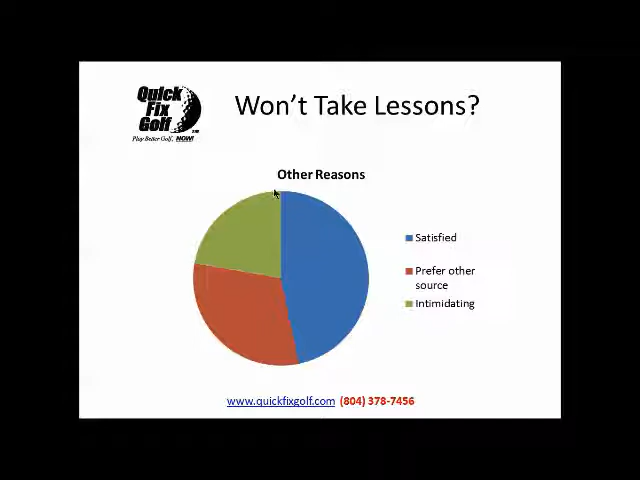 Quick
Fix
Golf
Play Better Golf, NOW!
Won't Take Lessons?
Other Reasons
Satisfied
Prefer other
source
Intimidating
www.quickfixgolf.com (804) 378-7456